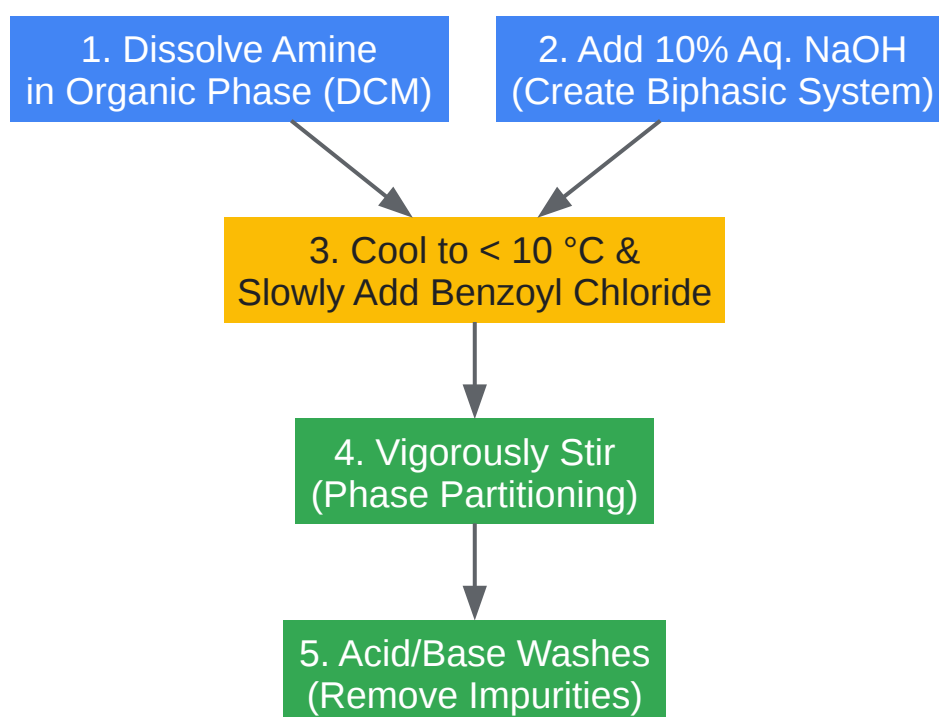 1. Dissolve Amine
in Organic Phase (DCM)
2. Add 10% Aq. NaOH
(Create Biphasic System)
3. Cool to < 10 °C &
Slowly Add Benzoyl Chloride
4. Vigorously Stir
(Phase Partitioning)
5. Acid/Base Washes
(Remove Impurities)